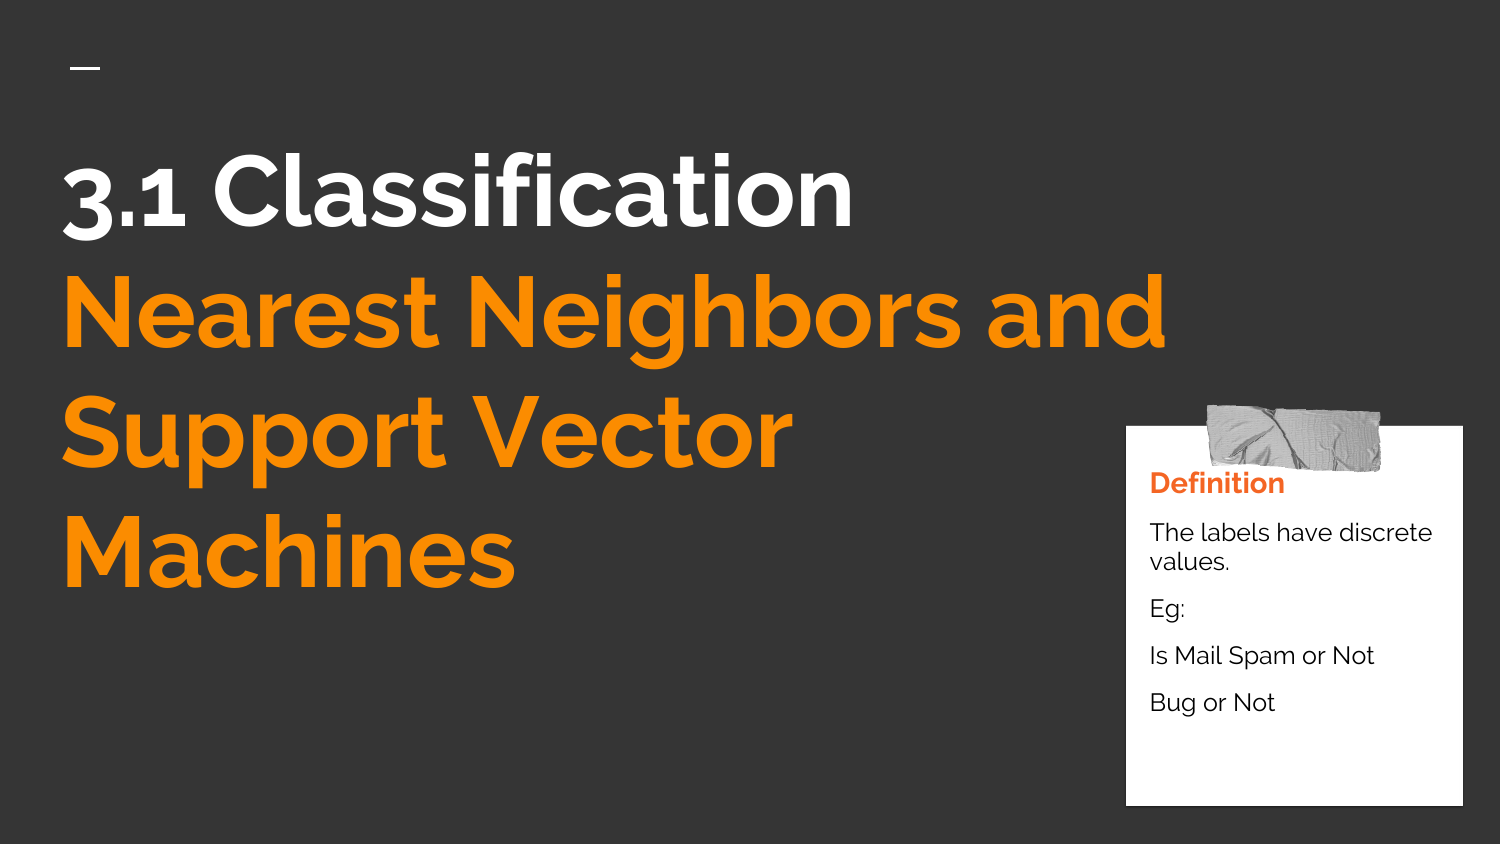 3.1 Classification
Nearest Neighbors and
Support Vector
Machines
Definition
The labels have discrete
values.
Eg:
Is Mail Spam or Not
Bug or Not